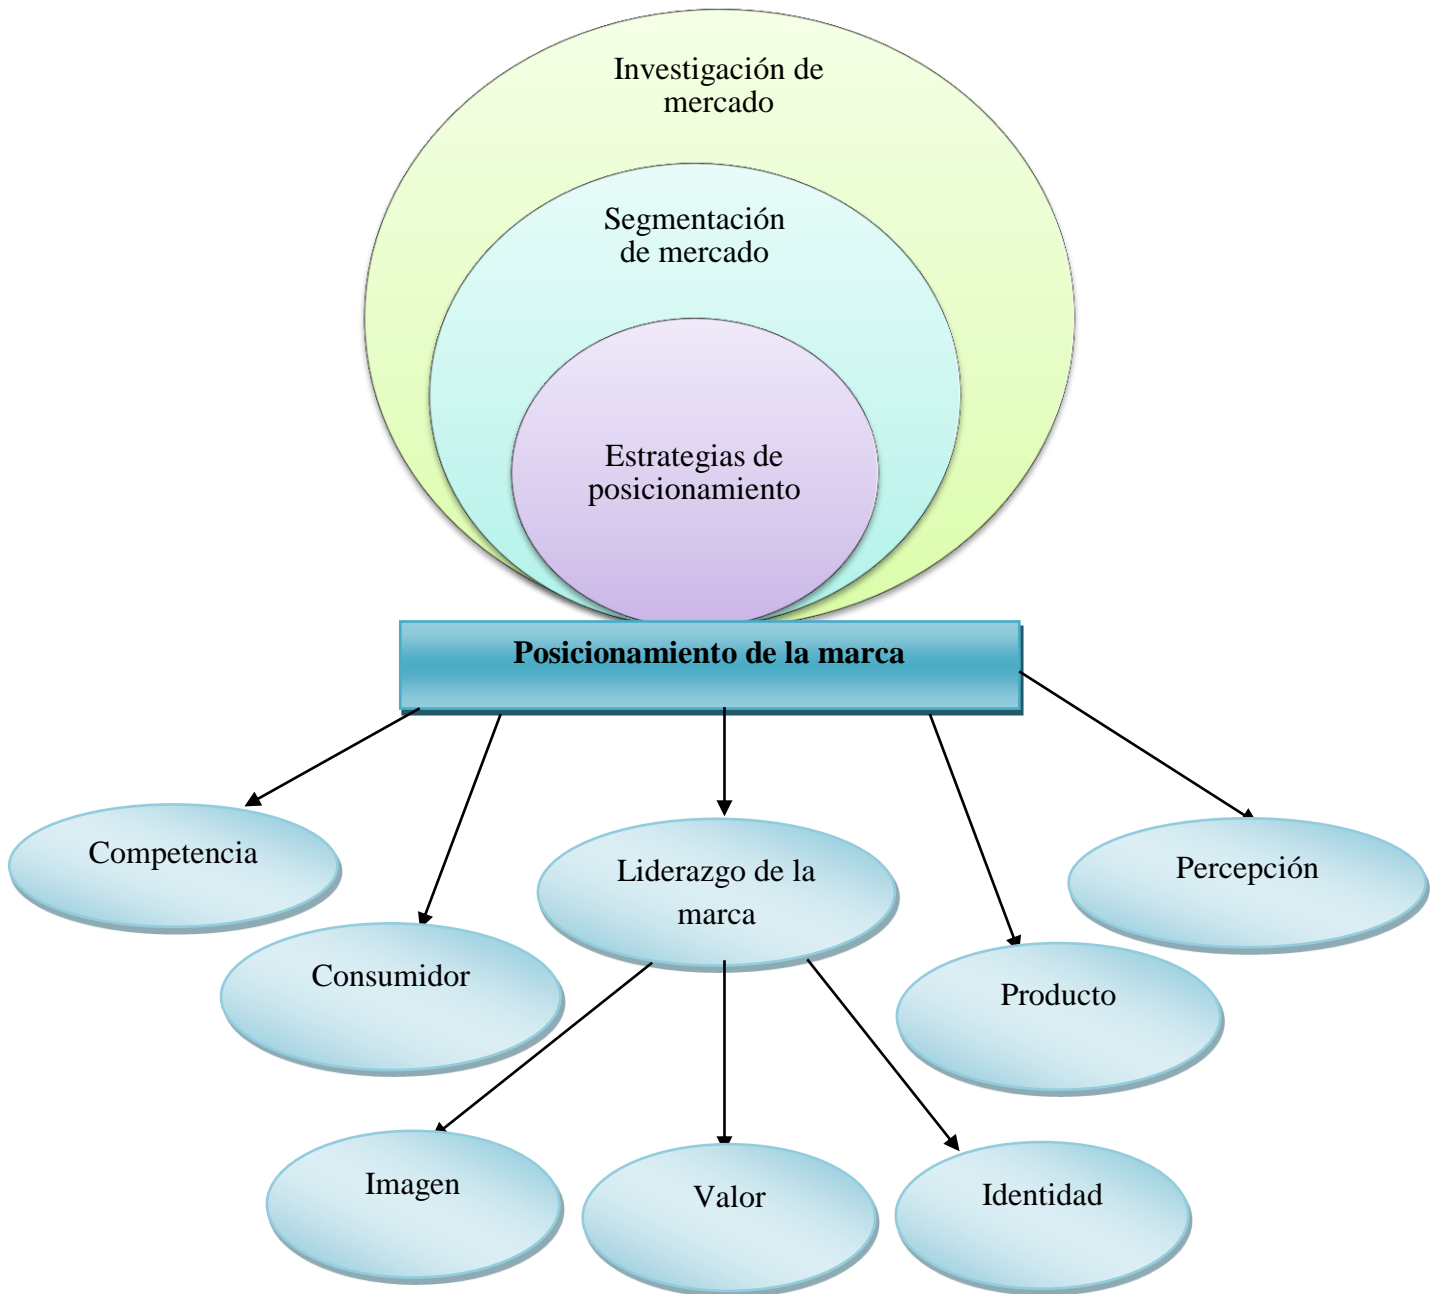 Investigación de
mercado
Segmentación
de mercado
Estrategias de
posicionamiento
Posicionamiento de la marca
Competencia
Liderazgo de la
marca
Percepción
Consumidor
Producto
Imagen
Valor
Identidad